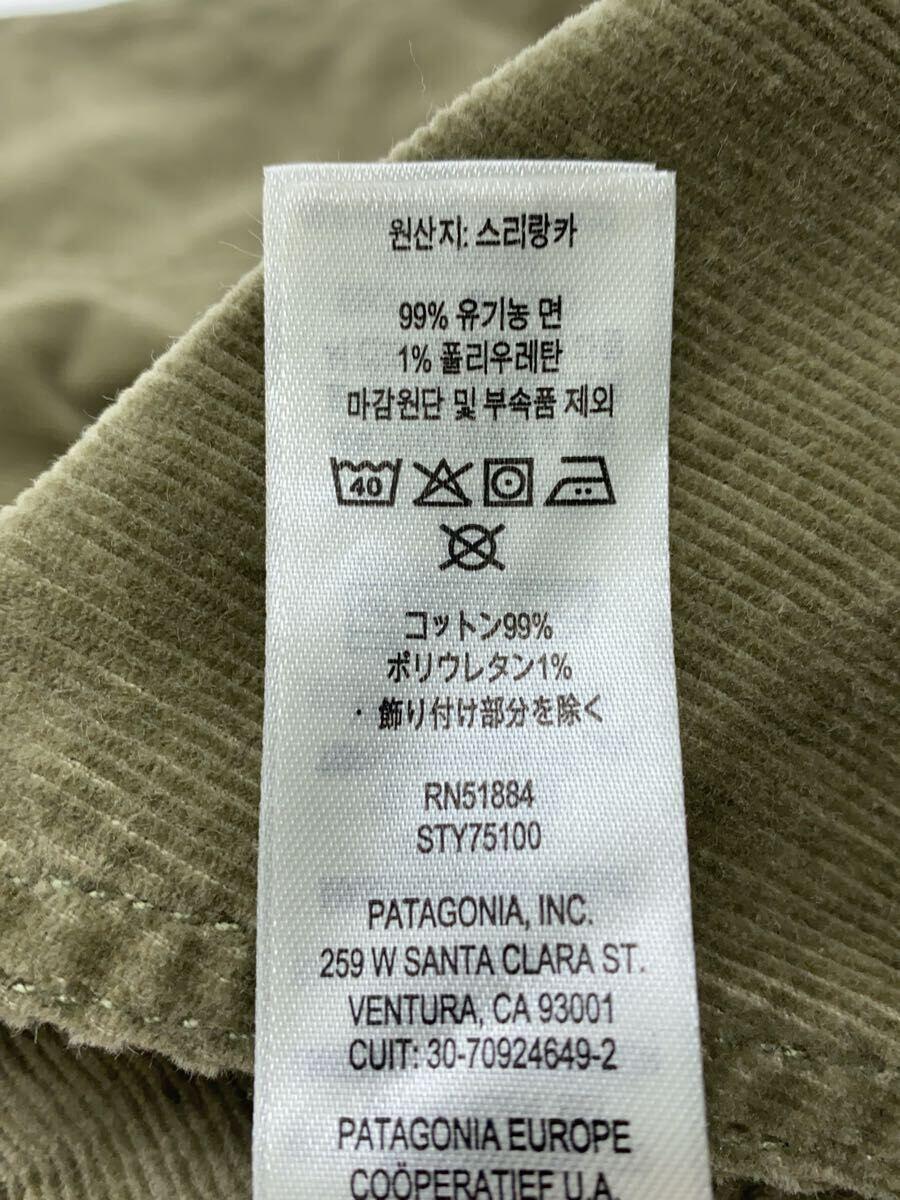 원산지: 스리랑카
99% 유기농 면
1% 폴리우레탄
마감원단 및 부속품 제외
40
コットン99%
ポリウレタン1%
・飾り付け部分を除く
RN51884
STY75100
PATAGONIA, INC.
259 W SANTA CLARA ST.
VENTURA, CA 93001
CUIT: 30-70924649-2
PATAGONIA EUROPE
COÖPERATIEF U.A.